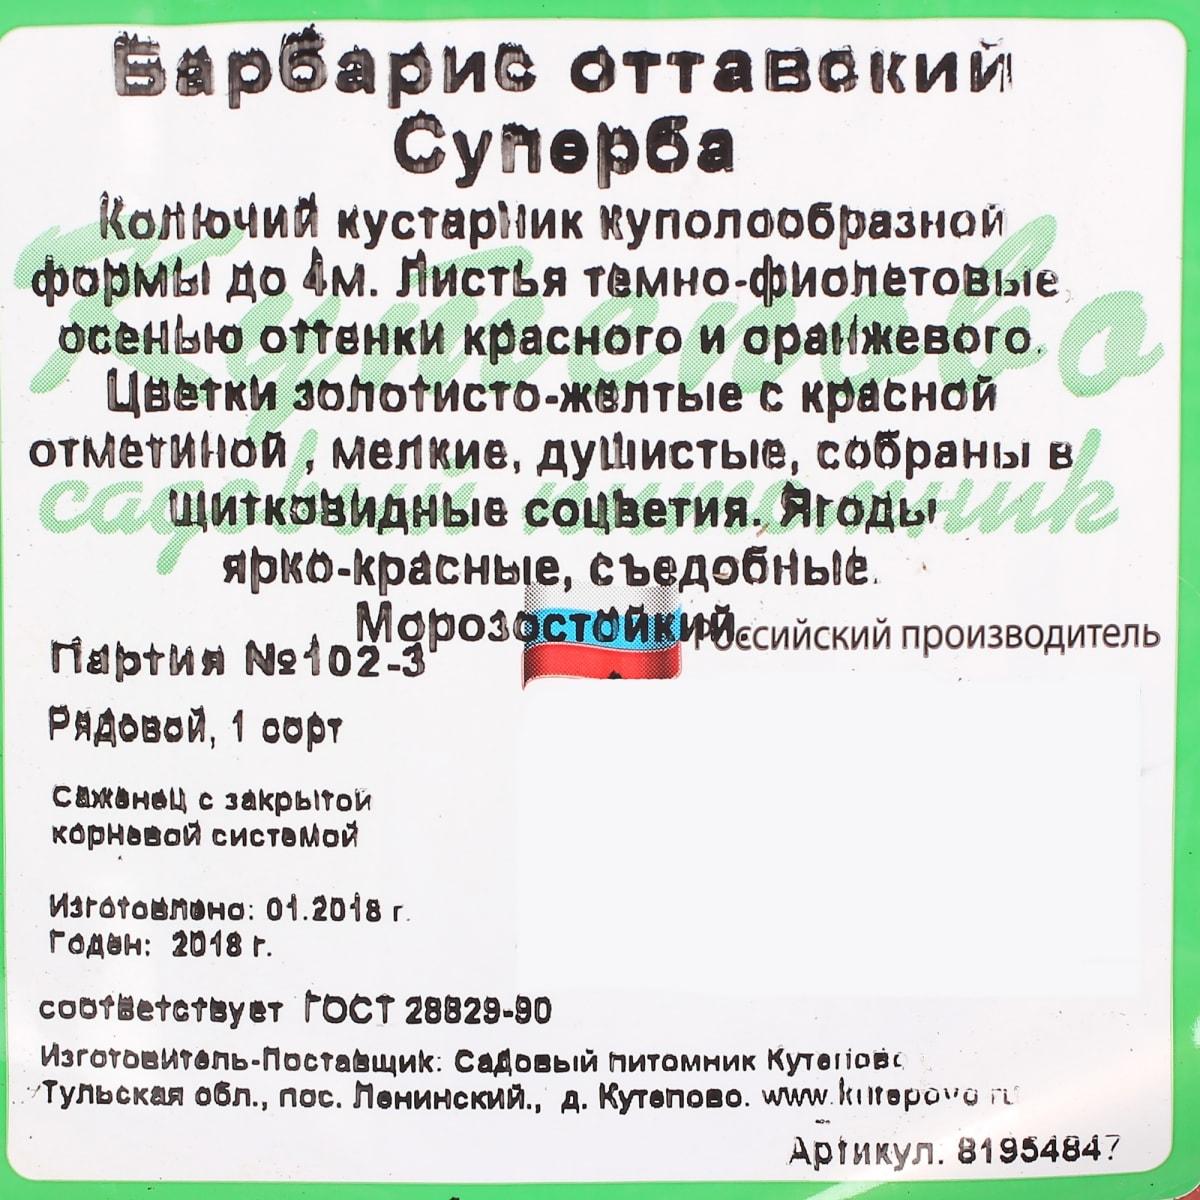 Барбарис оттавский
Суперба
Колючий кустарник куполообразной
формы до 4м. Листья темно-фиолетовые
осенью оттенки красного и оранжевого.
Цветки золотисто-желтые с красной
отметиной , мелкие, душистые, собраны в
щитковидные соцветия. Ягоды
ярко-красные, съедобные.
Морозостойкий.
Российский производитель
Кутепово
садовый питомник
Партия №102-3
Рядовой, 1 сорт
саженец с закрытой
корневой системой
Изготовлено: 01.2018 г.
Годен: 2018 г.
соответствует ГОСТ 28829-90
Изготовитель-Поставщик: Садовый питомник Кутепово
Тульская обл., пос. Ленинский., д. Кутепово. www.kutepovo.ru
Артикул. 81954847